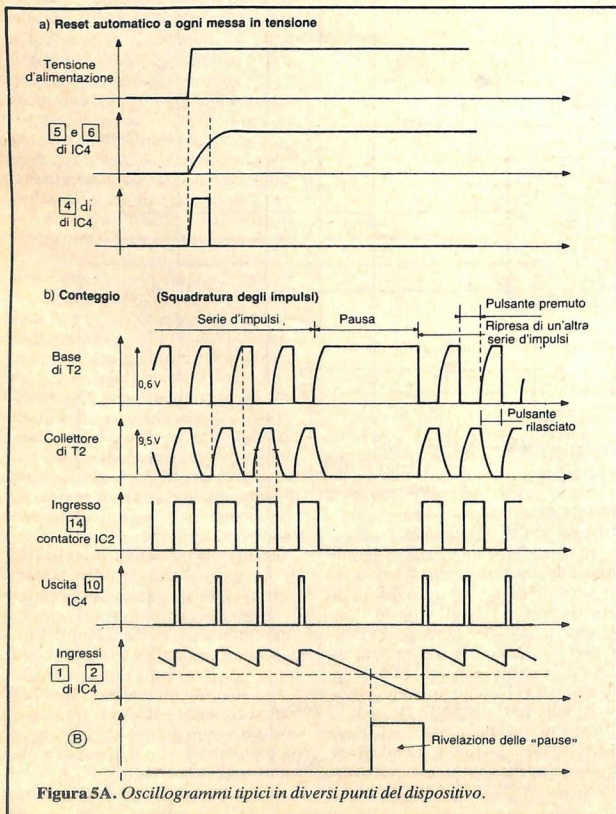 a) Reset automatico a ogni messa in tensione
Tensione
d'alimentazione
5 e 6
di IC4
4 di
di IC4
b) Conteggio (Squadratura degli impulsi)
Pulsante premuto
Serie d'impulsi Pausa
Ripresa di un'altra
serie d'impulsi
Base
di T2
0,6 V
Pulsante
rilasciato
Collettore
di T2
9,5 V
Ingresso
14
contatore IC2
Uscita 10
IC4
Ingressi
1 2
di IC4
B
Rivelazione delle «pause»
Figura 5A. Oscillogrammi tipici in diversi punti del dispositivo.